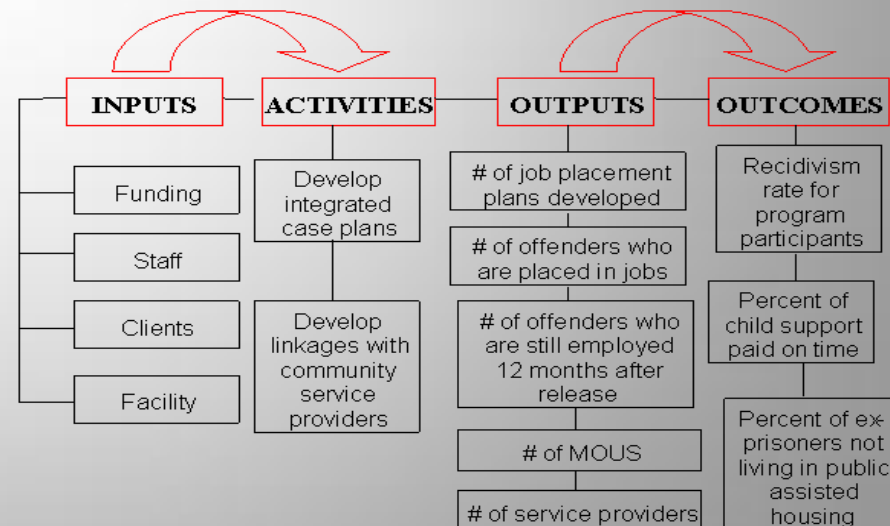 INPUTS
Funding
Staff
Clients
Facility
ACTIVITIES
Develop
integrated
case plans
Develop
linkages with
community
service
providers
OUTPUTS
# of job placement
plans developed
# of offenders who
are placed in jobs
# of offenders who
are still employed
12 months after
release
# of MOUS
# of service providers
OUTCOMES
Recidivism
rate for
program
participants
Percent of
child support
paid on time
Percent of ex-
prisoners not
living in public
assisted
housing